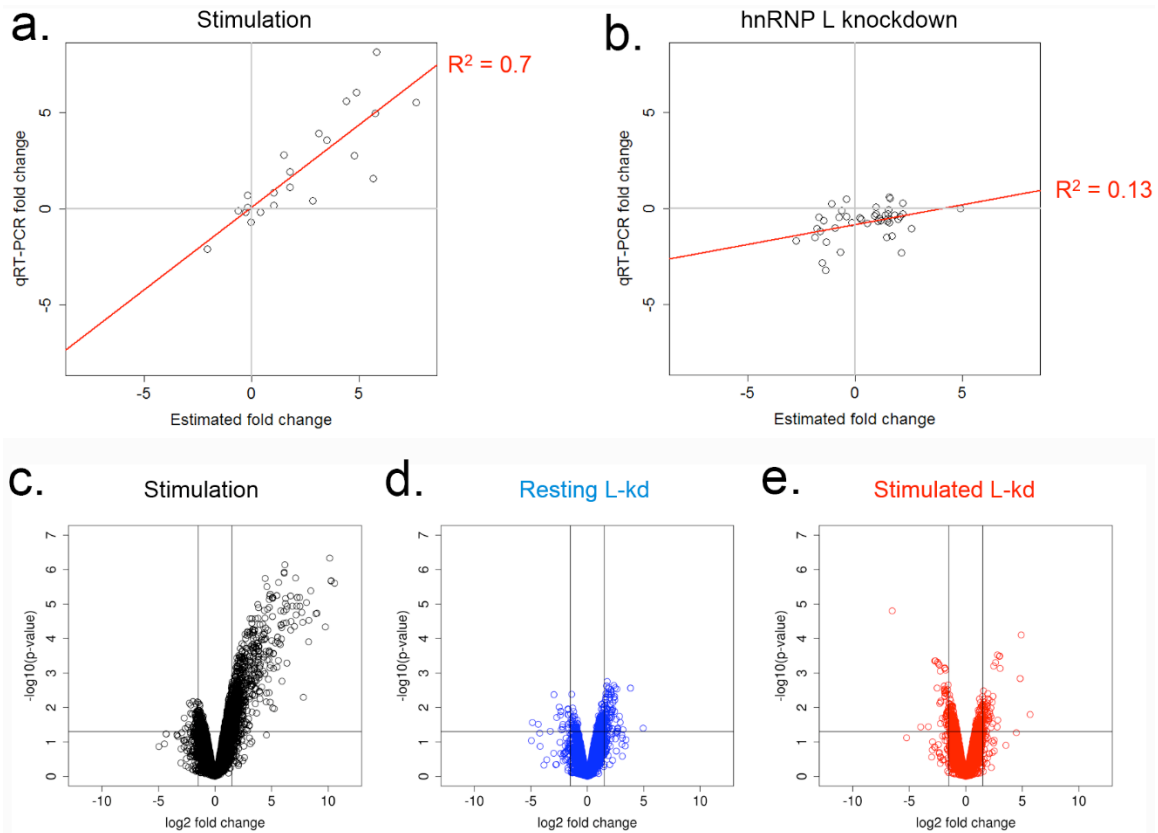 a.
Stimulation
5
0
-5
-5
0
5
qRT-PCR fold change
Estimated fold change
R² = 0.7
b.
hnRNP L knockdown
5
0
-5
-5
0
5
qRT-PCR fold change
Estimated fold change
R² = 0.13
c.
Stimulation
7
6
5
4
3
2
1
0
-10
-5
0
5
10
-log10(p-value)
log2 fold change
d.
Resting L-kd
7
6
5
4
3
2
1
0
-10
-5
0
5
10
-log10(p-value)
log2 fold change
e.
Stimulated L-kd
7
6
5
4
3
2
1
0
-10
-5
0
5
10
-log10(p-value)
log2 fold change